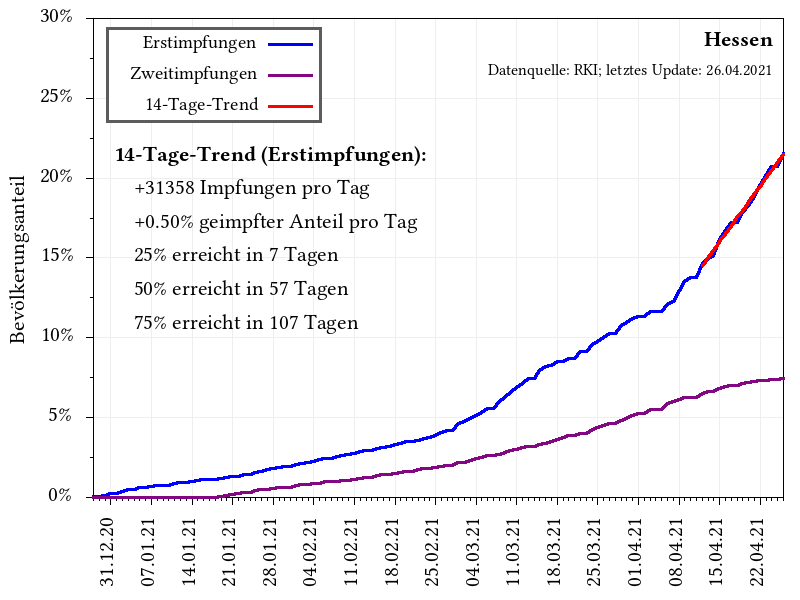 30%
25%
20%
15%
10%
5%
0%
Bevölkerungsanteil
Erstimpfungen
Zweitimpfungen
14-Tage-Trend
Hessen
Datenquelle: RKI; letztes Update: 26.04.2021
14-Tage-Trend (Erstimpfungen):
+31358 Impfungen pro Tag
+0.50% geimpfter Anteil pro Tag
25% erreicht in 7 Tagen
50% erreicht in 57 Tagen
75% erreicht in 107 Tagen
31.12.20
07.01.21
14.01.21
21.01.21
28.01.21
04.02.21
11.02.21
18.02.21
25.02.21
04.03.21
11.03.21
18.03.21
25.03.21
01.04.21
08.04.21
15.04.21
22.04.21